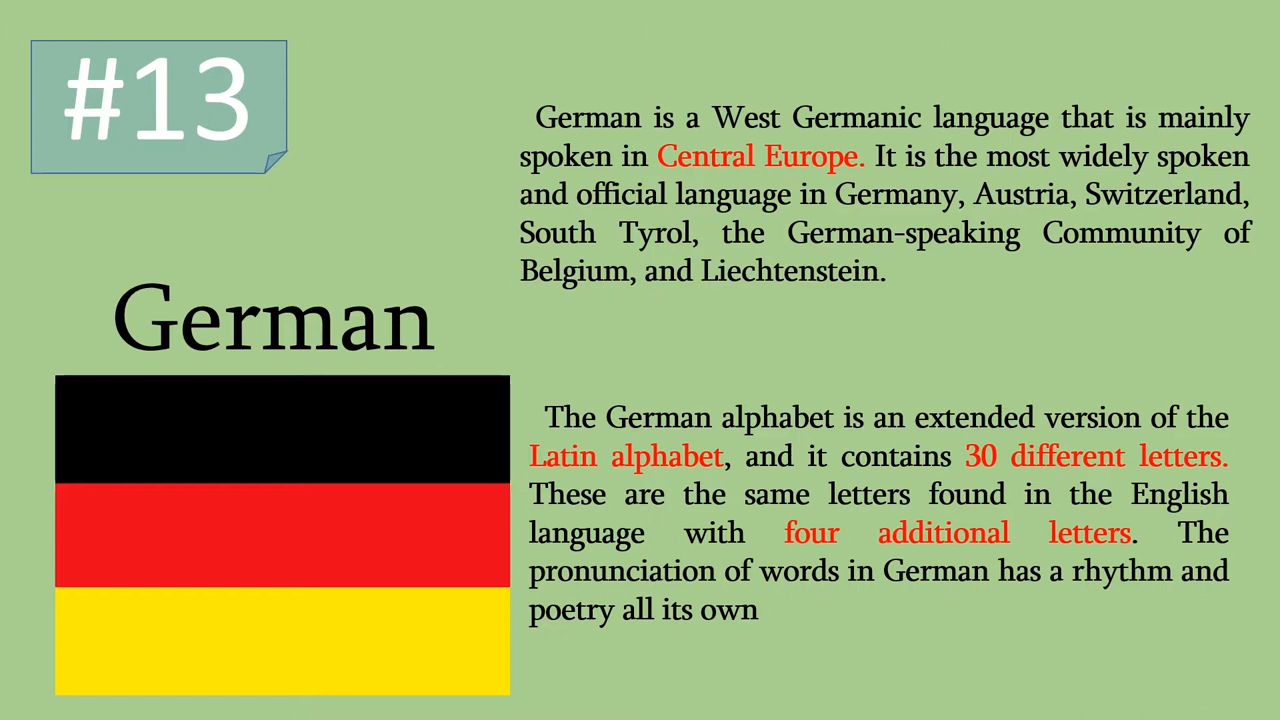 #13
German
German is a West Germanic language that is mainly
spoken in Central Europe. It is the most widely spoken
and official language in Germany, Austria, Switzerland,
South Tyrol, the German-speaking Community of
Belgium, and Liechtenstein.
The German alphabet is an extended version of the
Latin alphabet, and it contains 30 different letters.
These are the same letters found in the English
language with four additional letters. The
pronunciation of words in German has a rhythm and
poetry all its own